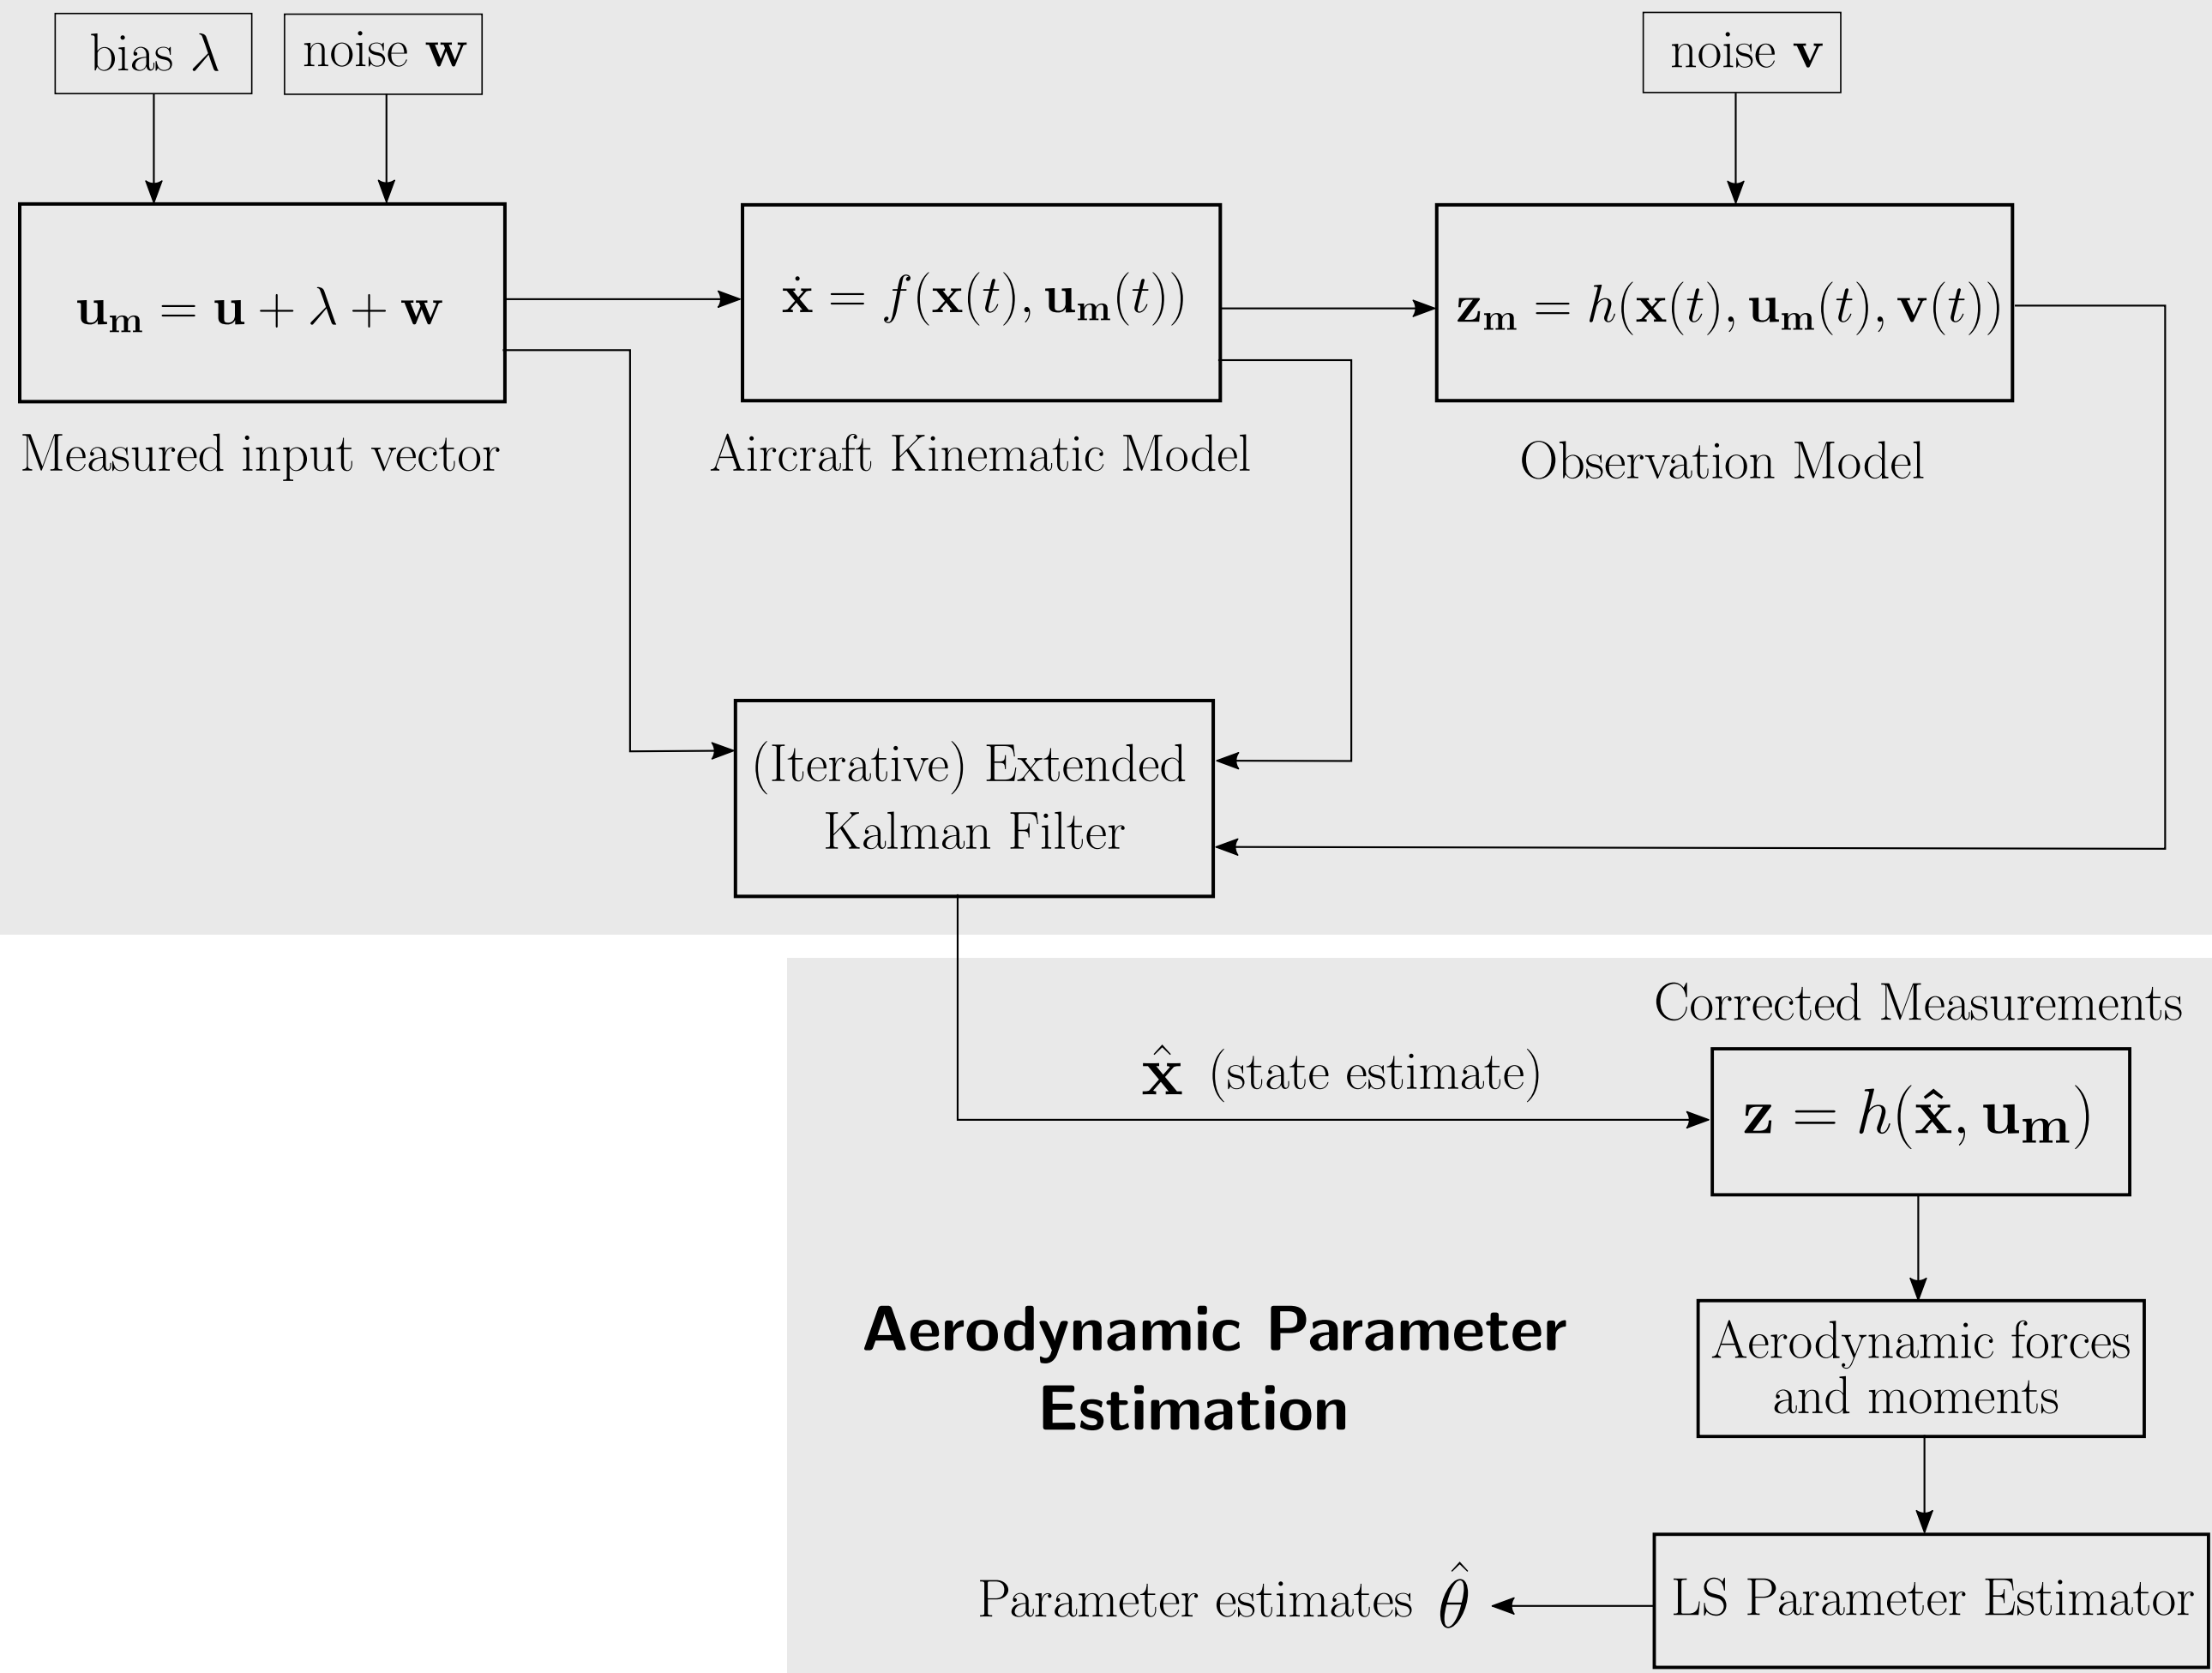 bias λ
noise w
noise v
u_m = u + λ + w
ẋ = f(x(t), u_m(t))
z_m = h(x(t), u_m(t), v(t))
Measured input vector
Aircraft Kinematic Model
Observation Model
(Iterative) Extended
Kalman Filter
Corrected Measurements
x̂ (state estimate)
z = h(x̂, u_m)
Aerodynamic forces
and moments
Aerodynamic Parameter
Estimation
Parameter estimates θ̂
LS Parameter Estimator